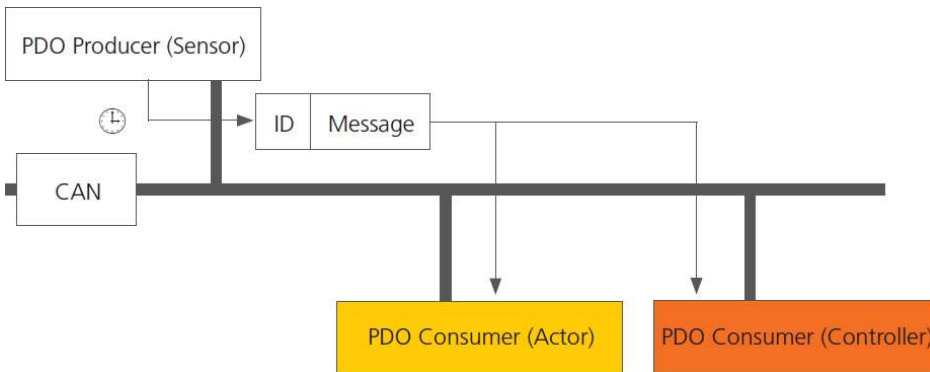 PDO Producer (Sensor)
ID
Message
CAN
PDO Consumer (Actor)
PDO Consumer (Controller)